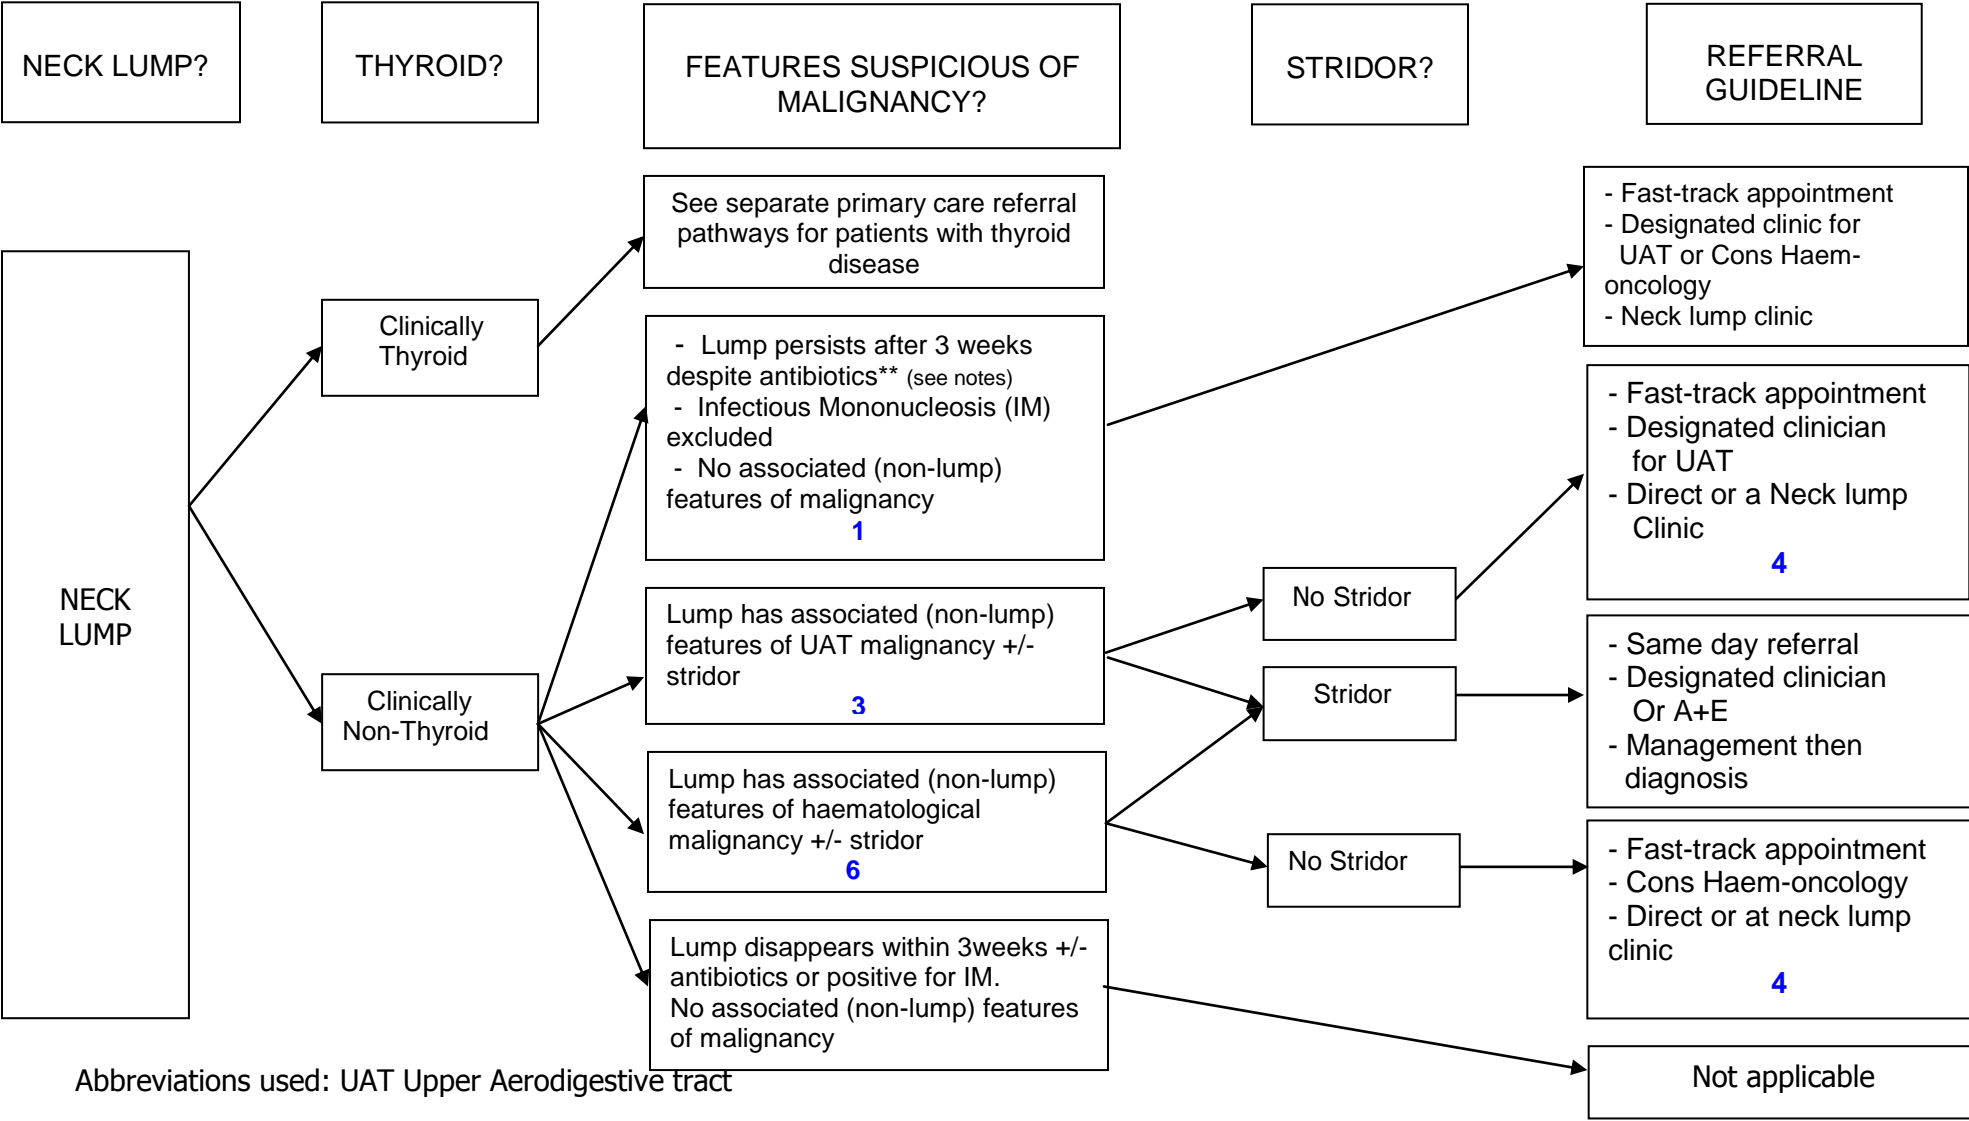 NECK LUMP?
THYROID?
FEATURES SUSPICIOUS OF
MALIGNANCY?
STRIDOR?
REFERRAL
GUIDELINE
NECK
LUMP
Clinically
Thyroid
Clinically
Non-Thyroid
See separate primary care referral
pathways for patients with thyroid
disease
- Lump persists after 3 weeks
despite antibiotics** (see notes)
- Infectious Mononucleosis (IM)
excluded
- No associated (non-lump)
features of malignancy
1
Lump has associated (non-lump)
features of UAT malignancy +/-
stridor
3
Lump has associated (non-lump)
features of haematological
malignancy +/- stridor
6
Lump disappears within 3weeks +/-
antibiotics or positive for IM.
No associated (non-lump) features
of malignancy
No Stridor
Stridor
No Stridor
- Fast-track appointment
- Designated clinic for
UAT or Cons Haem-
oncology
- Neck lump clinic
- Fast-track appointment
- Designated clinician
for UAT
- Direct or a Neck lump
Clinic
4
- Same day referral
- Designated clinician
Or A+E
- Management then
diagnosis
- Fast-track appointment
- Cons Haem-oncology
- Direct or at neck lump
clinic
4
Not applicable
Abbreviations used: UAT Upper Aerodigestive tract